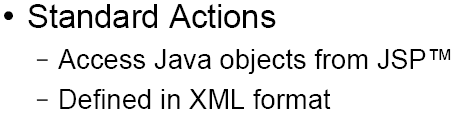 • Standard Actions
– Access Java objects from JSP™
– Defined in XML format